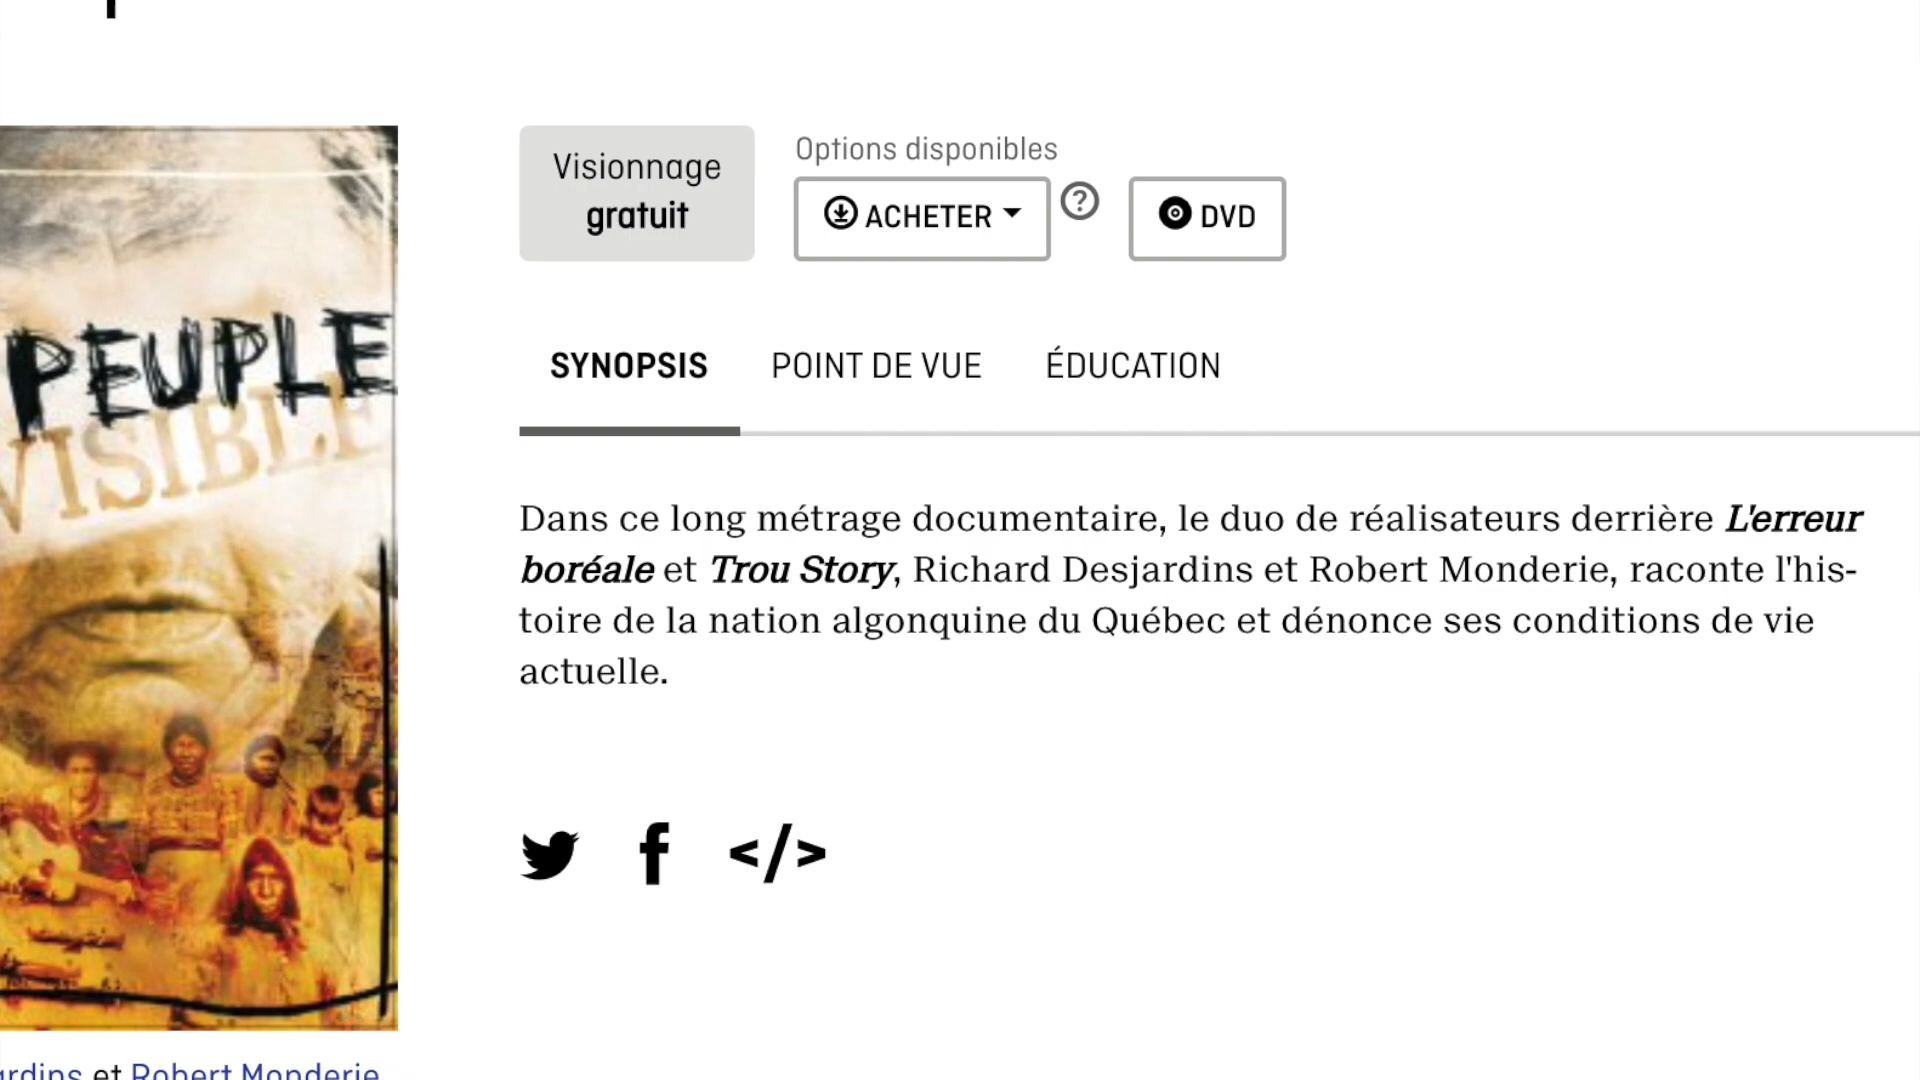 Visionnage
gratuit
Options disponibles
ACHETER
?
DVD
PEUPLE
VISIBLE
SYNOPSIS
POINT DE VUE
ÉDUCATION
Dans ce long métrage documentaire, le duo de réalisateurs derrière L'erreur
boréale et Trou Story, Richard Desjardins et Robert Monderie, raconte l'his-
toire de la nation algonquine du Québec et dénonce ses conditions de vie
actuelle.
</>
ardins et Robert Monderie